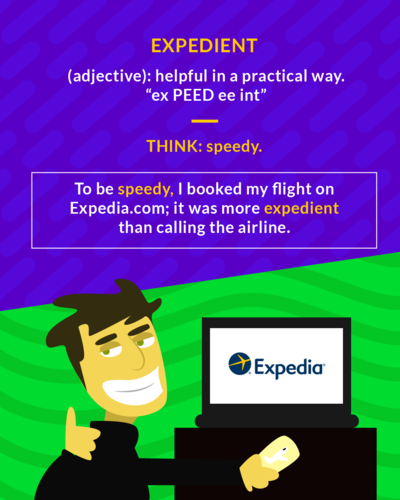 EXPEDIENT
(adjective): helpful in a practical way.
“ex PEED ee int”
THINK: speedy.
To be speedy, I booked my flight on
Expedia.com; it was more expedient
than calling the airline.
Expedia